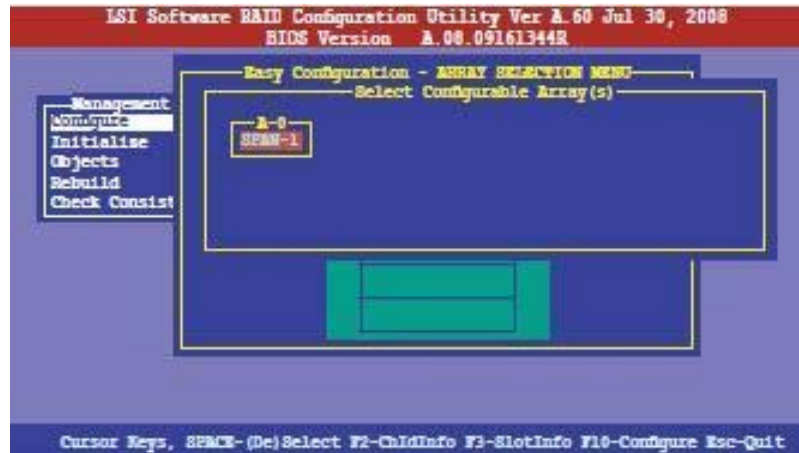 LSI Software RAID Configuration Utility Ver A.60 Jul 30, 2008
BIOS Version A.08.09161344R
Easy Configuration - ARRAY SELECTION MENU
Select Configurable Array(s)
Management
Configure
Initialize
Objects
Rebuild
Check Consist
A-0
SPAN-1
Cursor Keys, SPACE-(De)Select F2-ChIdInfo F3-SlotInfo F10-Configure Esc-Quit